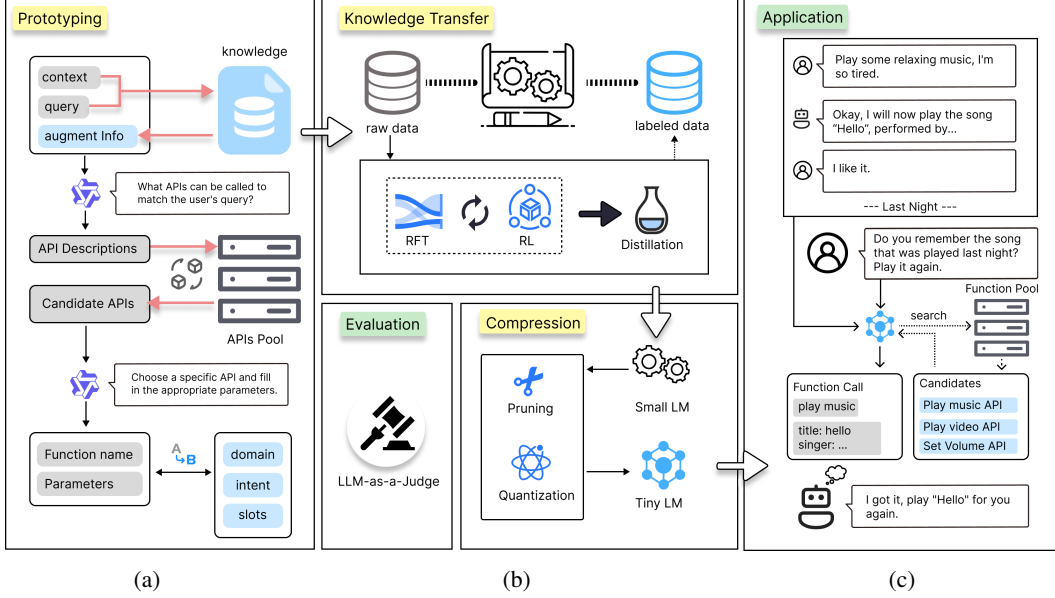 Prototyping
knowledge
context
query
augment Info
What APIs can be called to
match the user's query?
API Descriptions
Candidate APIs
APIs Pool
Choose a specific API and fill
in the appropriate parameters.
Function name
Parameters
A
B
domain
intent
slots
(a)
Knowledge Transfer
raw data
labeled data
RFT
RL
Distillation
Evaluation
LLM-as-a-Judge
Compression
Pruning
Quantization
Small LM
Tiny LM
(b)
Application
Play some relaxing music, I'm
so tired.
Okay, I will now play the song
“Hello”, performed by...
I like it.
--- Last Night ---
Do you remember the song
that was played last night?
Play it again.
Function Pool
search
Function Call
play music
title: hello
singer: ...
Candidates
Play music API
Play video API
Set Volume API
I got it, play "Hello" for you
again.
(c)